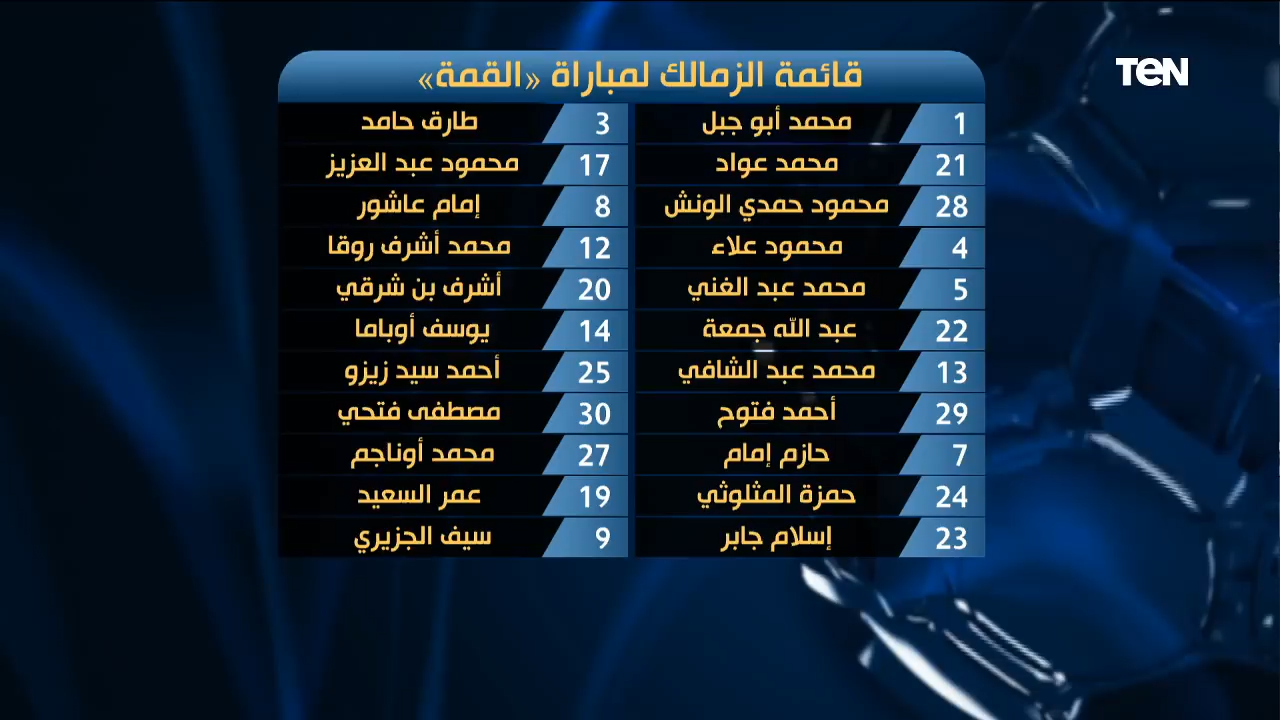 TEN
قائمة الزمالك لمباراة «القمة»
1 محمد أبو جبل
21 محمد عواد
28 محمود حمدي الونش
4 محمود علاء
5 محمد عبد الغني
22 عبد الله جمعة
13 محمد عبد الشافي
29 أحمد فتوح
7 حازم إمام
24 حمزة المثلوثي
23 إسلام جابر
3 طارق حامد
17 محمود عبد العزيز
8 إمام عاشور
12 محمد أشرف روقا
20 أشرف بن شرقي
14 يوسف أوباما
25 أحمد سيد زيزو
30 مصطفى فتحي
27 محمد أوناجم
19 عمر السعيد
9 سيف الجزيري